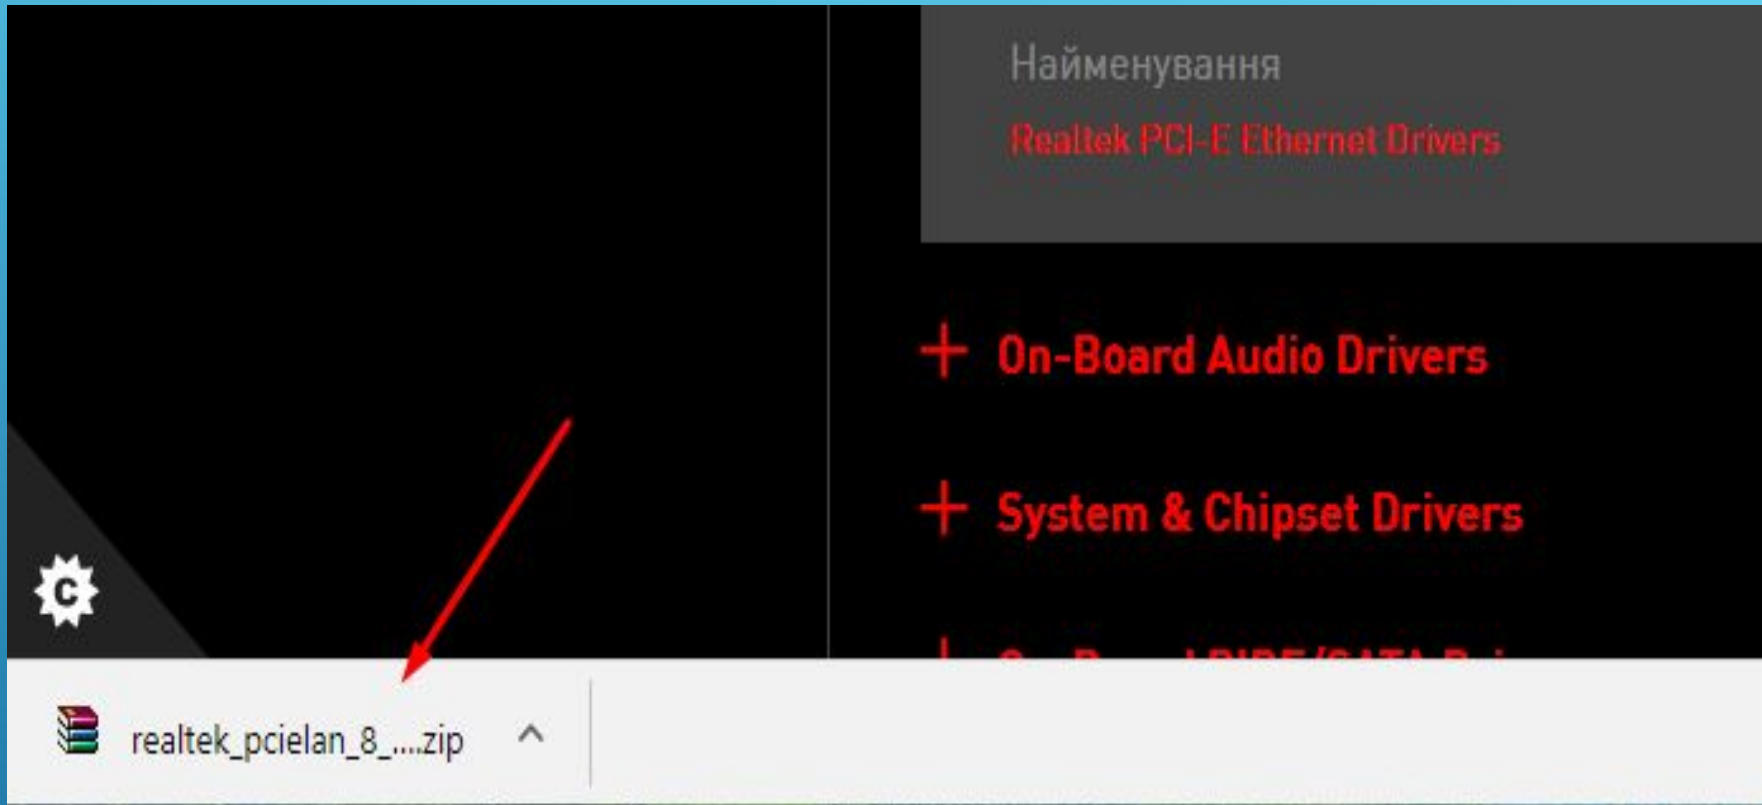 Найменування
Realtek PCI-E Ethernet Drivers
On-Board Audio Drivers
System & Chipset Drivers
C
realtek_pcielan_8_....zip